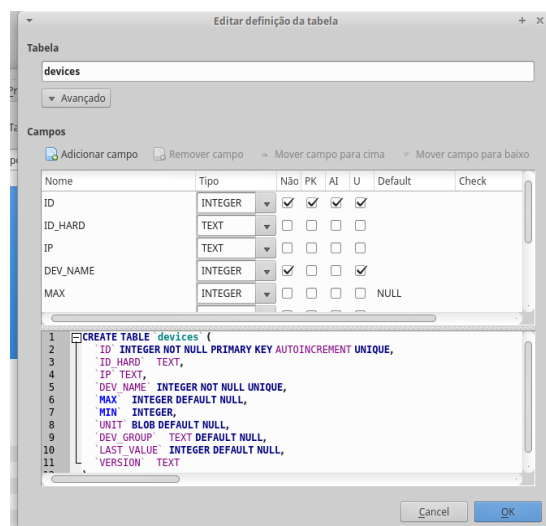 Editar definição da tabela
Tabela
devices
Avançado
Campos
Adicionar campo Remover campo Mover campo para cima Mover campo para baixo
Nome Tipo Não PK AI U Default Check
ID INTEGER
ID_HARD TEXT
IP TEXT
DEV_NAME INTEGER
MAX INTEGER NULL
1 CREATE TABLE `devices` (
2 `ID` INTEGER NOT NULL PRIMARY KEY AUTOINCREMENT UNIQUE,
3 `ID_HARD` TEXT,
4 `IP` TEXT,
5 `DEV_NAME` INTEGER NOT NULL UNIQUE,
6 `MAX` INTEGER DEFAULT NULL,
7 `MIN` INTEGER,
8 `UNIT` BLOB DEFAULT NULL,
9 `DEV_GROUP` TEXT DEFAULT NULL,
10 `LAST_VALUE` INTEGER DEFAULT NULL,
11 `VERSION` TEXT
Cancel OK